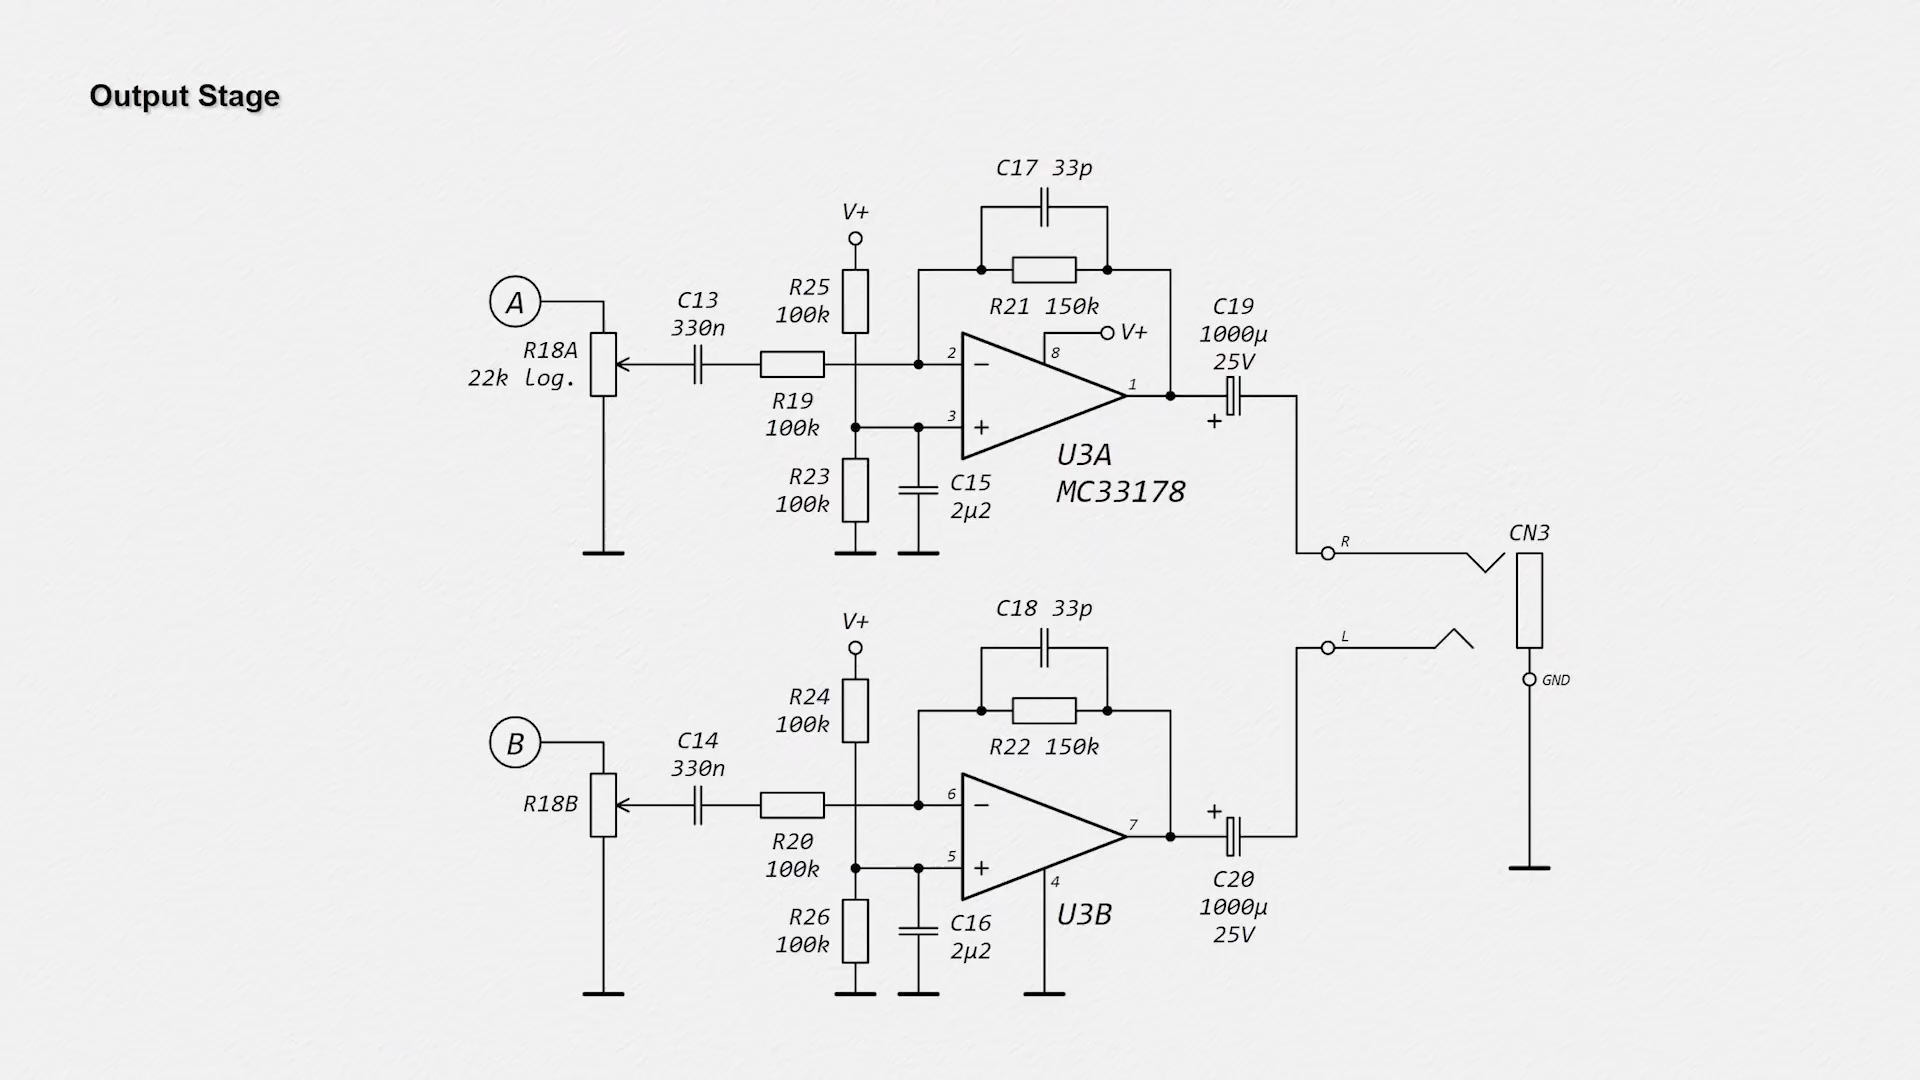 Output Stage
C17 33p
V+
R25
100k
A
C13
330n
R21 150k
C19
1000µ
25V
R18A
22k log.
2
−
8
V+
1
R19
100k
3
+
+
U3A
MC33178
R23
100k
C15
2µ2
CN3
R
C18 33p
V+
L
GND
R24
100k
B
C14
330n
R22 150k
R18B
6
−
7
+
R20
100k
5
+
4
C20
1000µ
25V
U3B
R26
100k
C16
2µ2